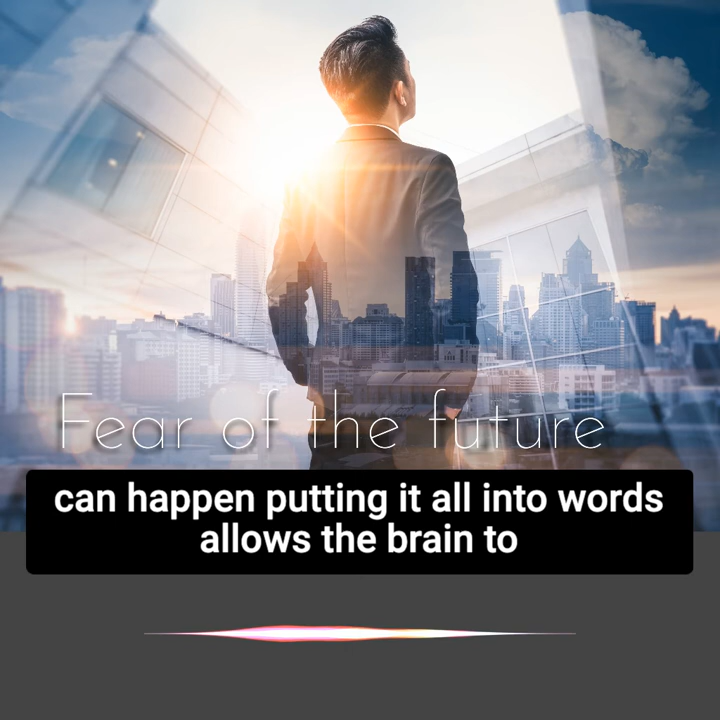 Fear of the future
can happen putting it all into words
allows the brain to